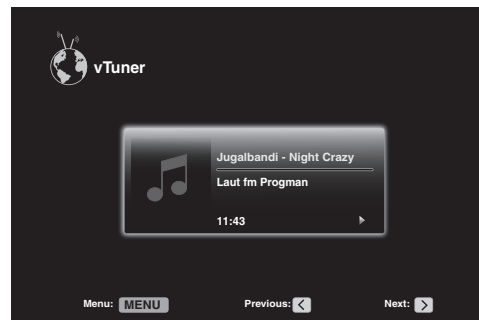 vTuner
Jugalbandi - Night Crazy
Laut fm Progman
11:43
Menu: MENU Previous: < Next: >